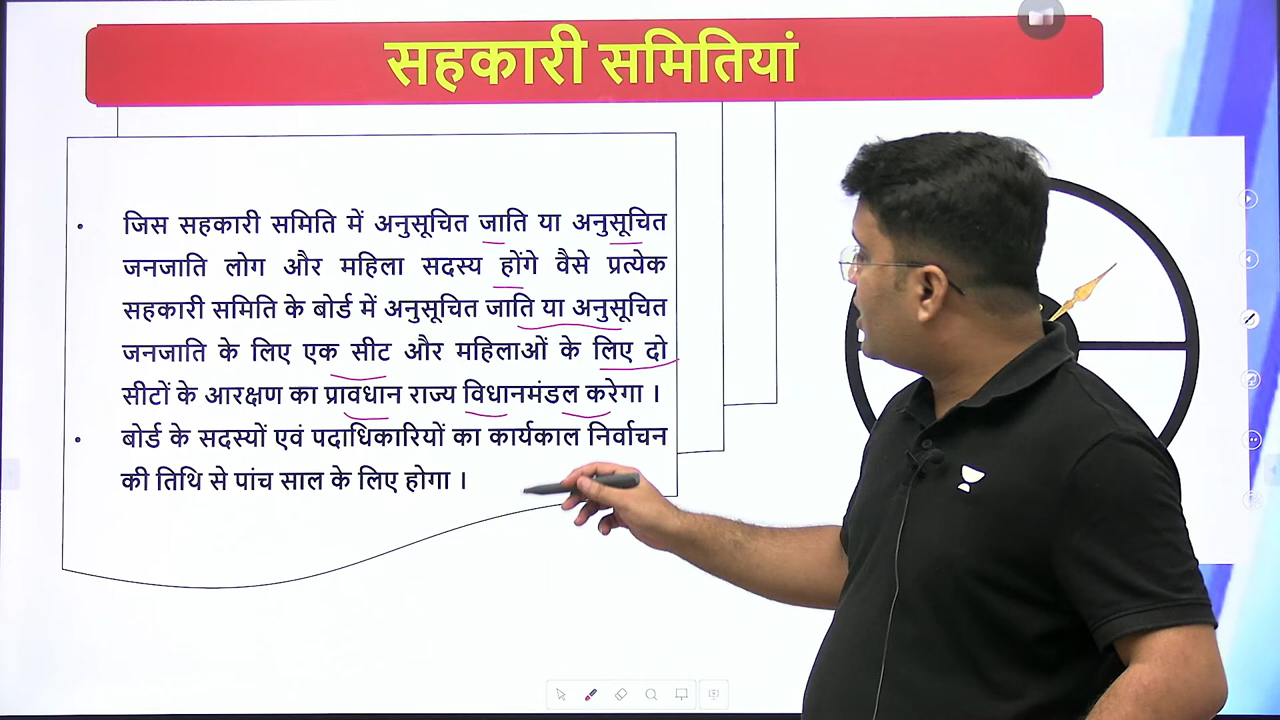 सहकारी समितियां
• जिस सहकारी समिति में अनुसूचित जाति या अनुसूचित
जनजाति लोग और महिला सदस्य होंगे वैसे प्रत्येक
सहकारी समिति के बोर्ड में अनुसूचित जाति या अनुसूचित
जनजाति के लिए एक सीट और महिलाओं के लिए दो
सीटों के आरक्षण का प्रावधान राज्य विधानमंडल करेगा ।
• बोर्ड के सदस्यों एवं पदाधिकारियों का कार्यकाल निर्वाचन
की तिथि से पांच साल के लिए होगा ।